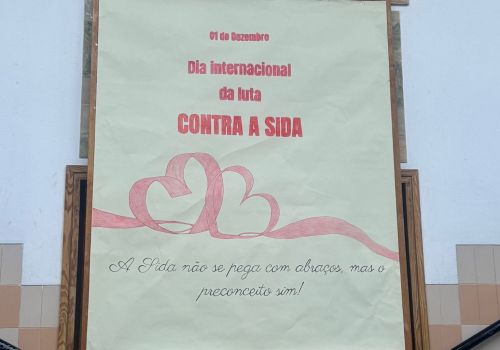 01 de Dezembro
Dia internacional
da luta
CONTRA A SIDA
A Sida não se pega com abraços, mas o
preconceito sim!